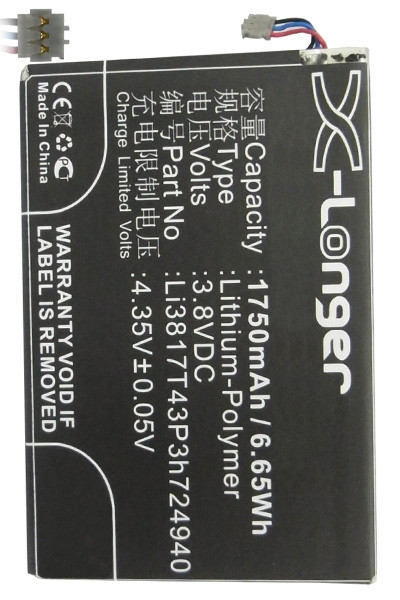 X-Longer
容量Capacity :1750mAh / 6.65Wh
规格Type :Lithium-Polymer
电压Volts :3.8VDC
编号Part No :Li3817T43P3h724940
充电限制电压 :4.35V±0.05V
Charge Limited Volts
CE
Made In China
WARRANTY VOID IF
LABEL IS REMOVED